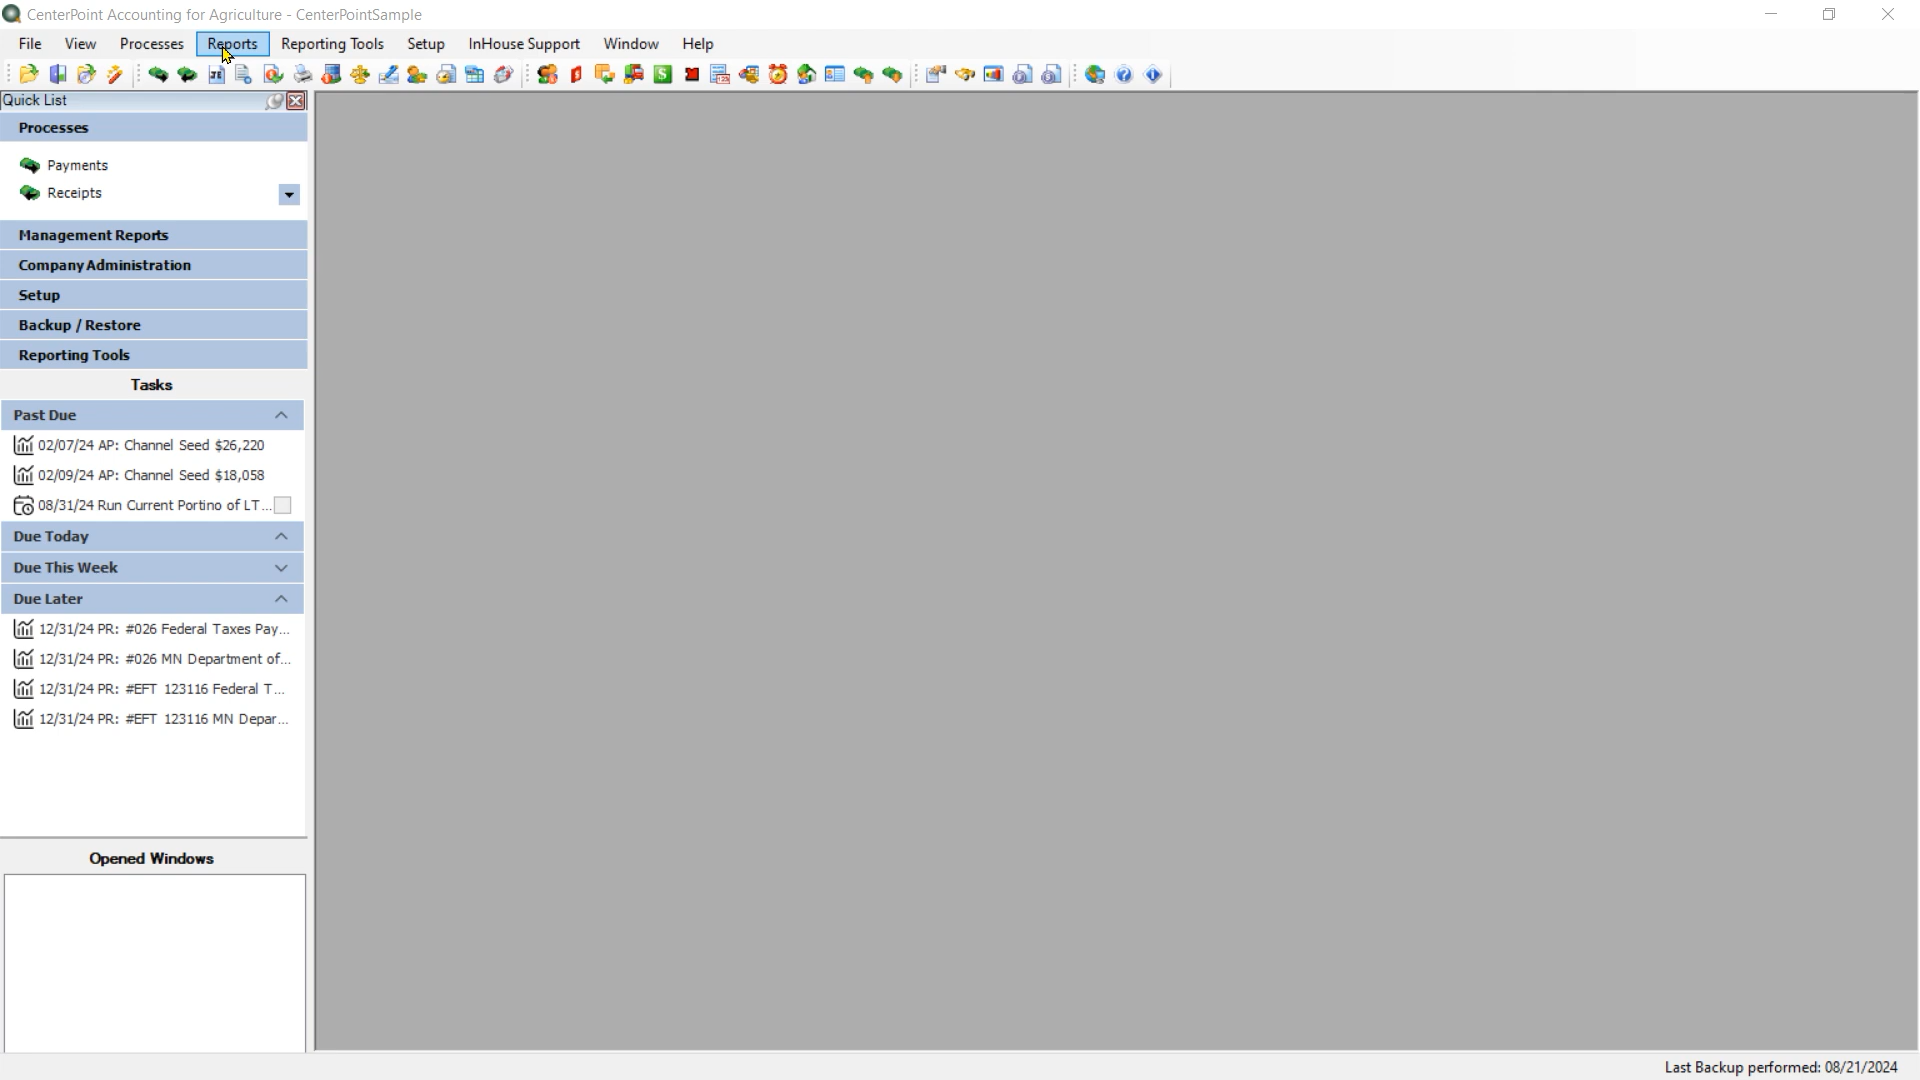 CenterPoint Accounting for Agriculture - CenterPointSample
File View Processes Reports Reporting Tools Setup InHouse Support Window Help
Quick List
Processes
Payments
Receipts
Management Reports
Company Administration
Setup
Backup / Restore
Reporting Tools
Tasks
Past Due
02/07/24 AP: Channel Seed $26,220
02/09/24 AP: Channel Seed $18,058
08/31/24 Run Current Portino of LT...
Due Today
Due This Week
Due Later
12/31/24 PR: #026 Federal Taxes Pay...
12/31/24 PR: #026 MN Department of...
12/31/24 PR: #EFT 123116 Federal T...
12/31/24 PR: #EFT 123116 MN Depar...
Opened Windows
Last Backup performed: 08/21/2024